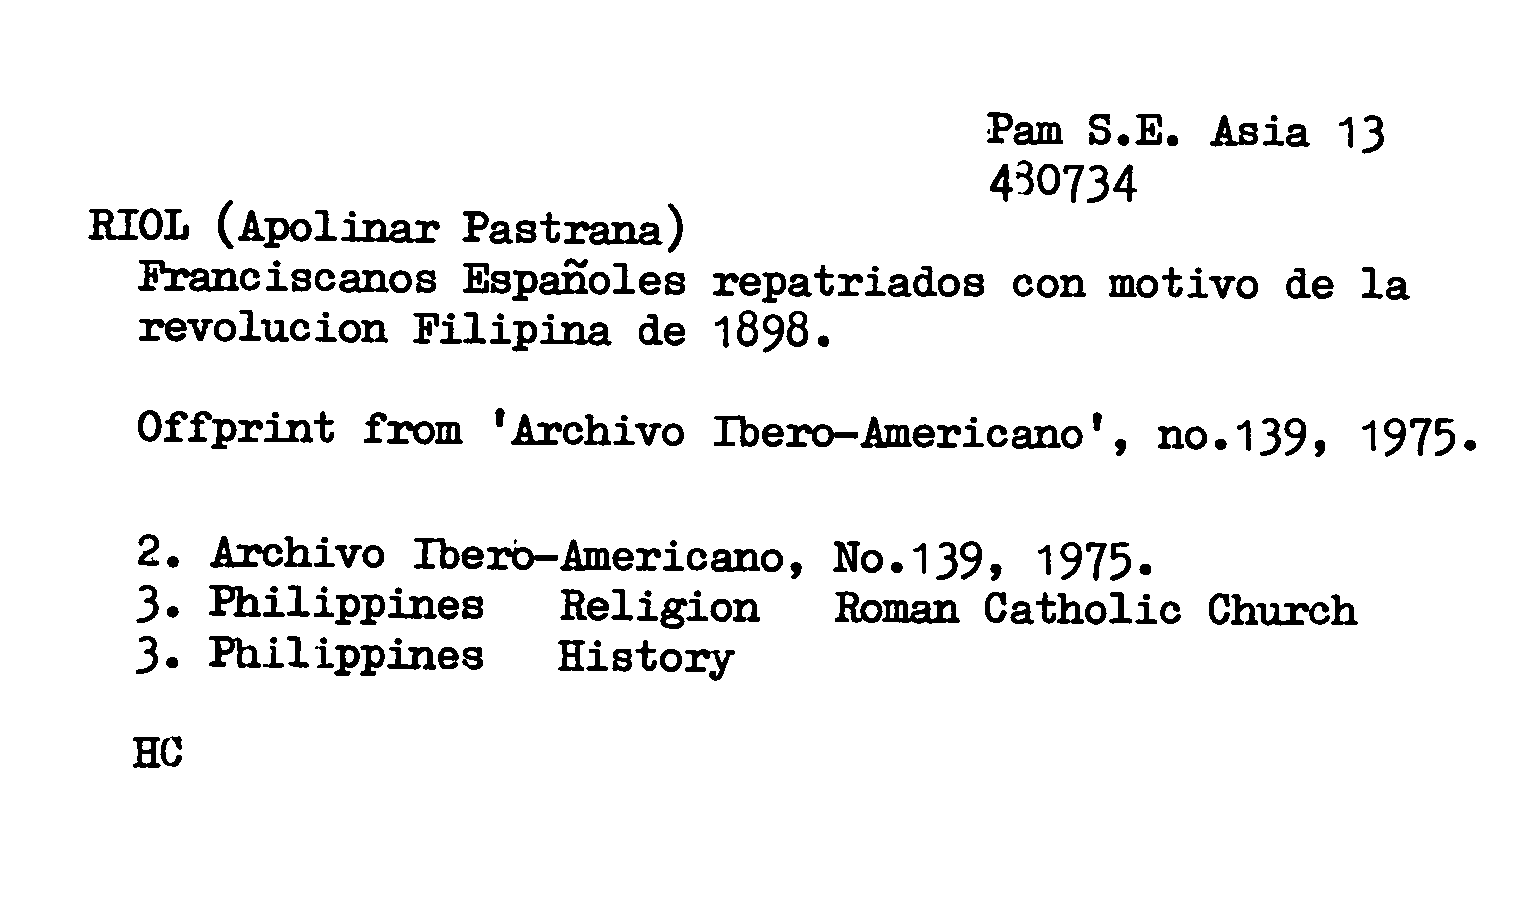 Pam S.E. Asia 13
480734
RIOL (Apolinar Pastrana)
Franciscanos Españoles repatriados con motivo de la
revolucion Filipina de 1898.
Offprint from 'Archivo Ibero-Americano', no.139, 1975.
2. Archivo Ibero-Americano, No.139, 1975.
3. Philippines Religion Roman Catholic Church
3. Philippines History
HC